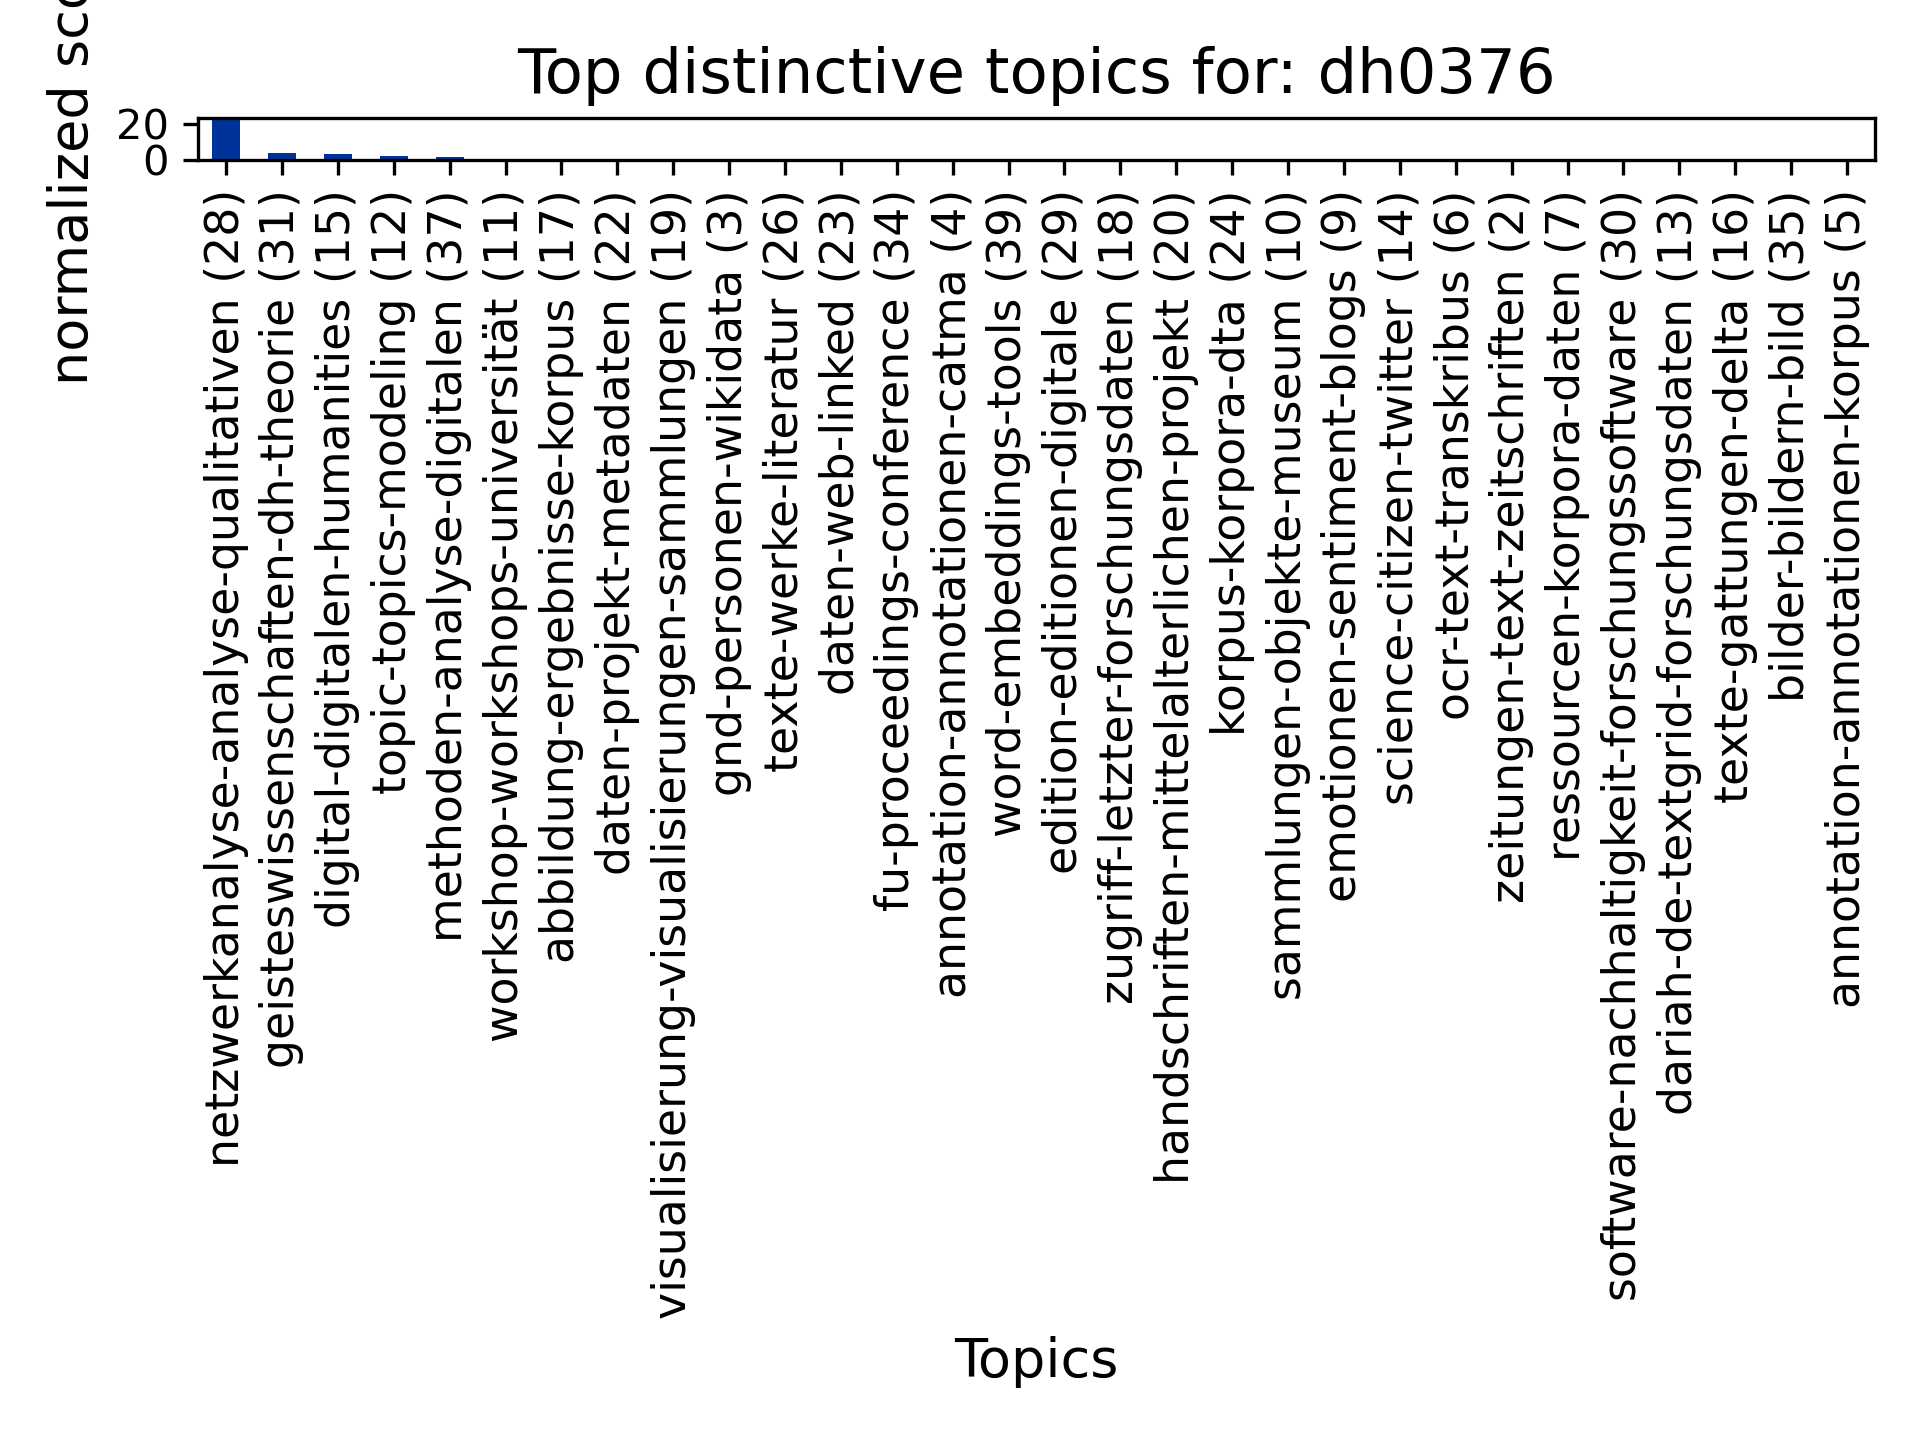 Top distinctive topics for: dh0376
normalized sco
20
0
netzwerkanalyse-analyse-qualitativen (28)
geisteswissenschaften-dh-theorie (31)
digital-digitalen-humanities (15)
topic-topics-modeling (12)
methoden-analyse-digitalen (37)
workshop-workshops-universität (11)
abbildung-ergebnisse-korpus (17)
daten-projekt-metadaten (22)
visualisierung-visualisierungen-sammlungen (19)
gnd-personen-wikidata (3)
texte-werke-literatur (26)
daten-web-linked (23)
fu-proceedings-conference (34)
annotation-annotationen-catma (4)
word-embeddings-tools (39)
edition-editionen-digitale (29)
zugriff-letzter-forschungsdaten (18)
handschriften-mittelalterlichen-projekt (20)
korpus-korpora-dta (24)
sammlungen-objekte-museum (10)
emotionen-sentiment-blogs (9)
science-citizen-twitter (14)
ocr-text-transkribus (6)
zeitungen-text-zeitschriften (2)
ressourcen-korpora-daten (7)
software-nachhaltigkeit-forschungssoftware (30)
dariah-de-textgrid-forschungsdaten (13)
texte-gattungen-delta (16)
bilder-bildern-bild (35)
annotation-annotationen-korpus (5)
Topics